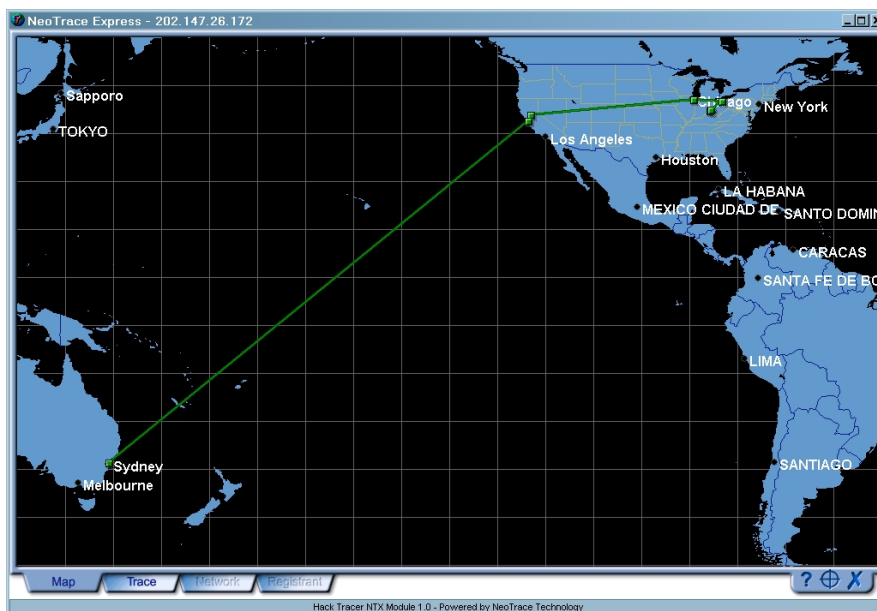 NeoTrace Express - 202.147.26.172
Sapporo
Chicago
New York
TOKYO
Los Angeles
Houston
LA HABANA
MEXICO CIUDAD DE
SANTO DOMIN
CARACAS
SANTA FE DE BO
LIMA
Sydney
SANTIAGO
Melbourne
Map Trace Network Registrant ? X
Hack Tracer NTX Module 1.0 - Powered by NeoTrace Technology